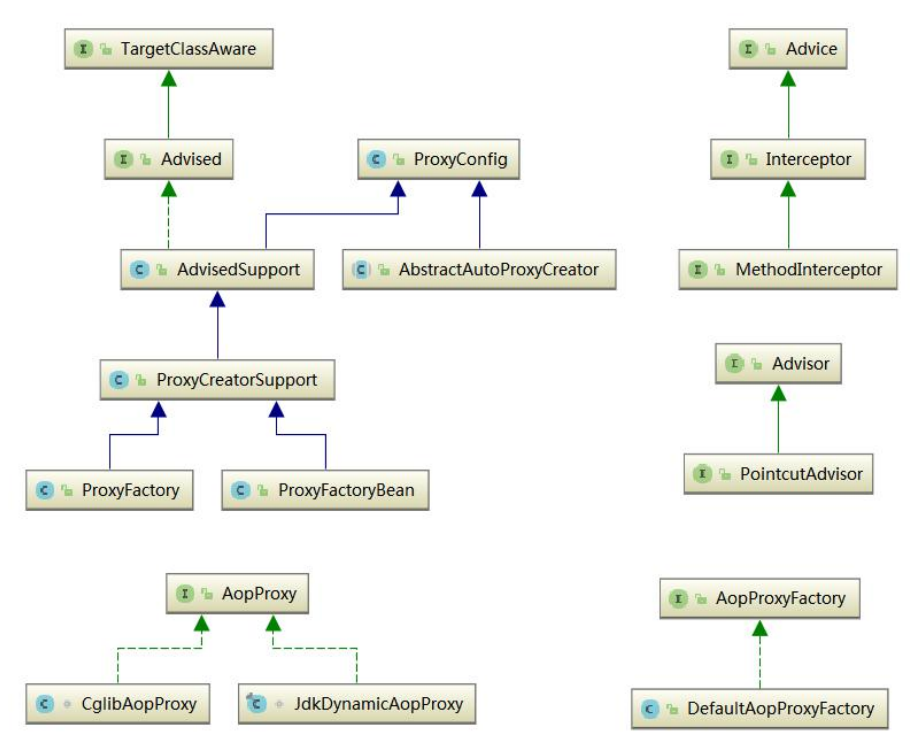 TargetClassAware
Advice
Advised
ProxyConfig
Interceptor
AdvisedSupport
AbstractAutoProxyCreator
MethodInterceptor
ProxyCreatorSupport
Advisor
ProxyFactory
ProxyFactoryBean
PointcutAdvisor
AopProxy
AopProxyFactory
CglibAopProxy
JdkDynamicAopProxy
DefaultAopProxyFactory